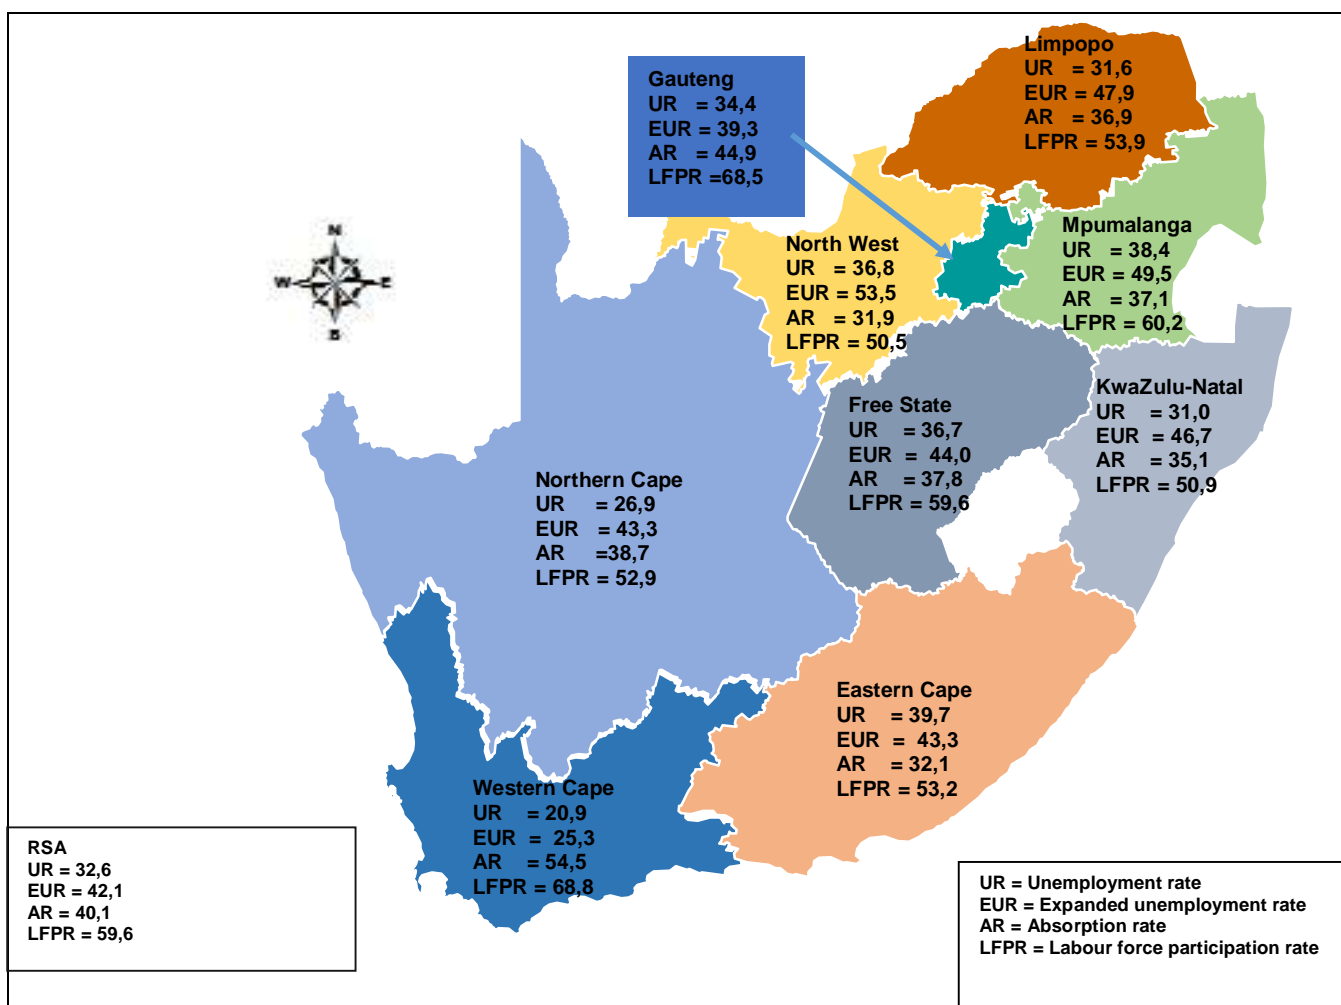 Limpopo
UR = 31,6
EUR = 47,9
AR = 36,9
LFPR = 53,9
Gauteng
UR = 34,4
EUR = 39,3
AR = 44,9
LFPR =68,5
N
W
E
S
North West
UR = 36,8
EUR = 53,5
AR = 31,9
LFPR = 50,5
Mpumalanga
UR = 38,4
EUR = 49,5
AR = 37,1
LFPR = 60,2
KwaZulu-Natal
UR = 31,0
EUR = 46,7
AR = 35,1
LFPR = 50,9
Free State
UR = 36,7
EUR = 44,0
AR = 37,8
LFPR = 59,6
Northern Cape
UR = 26,9
EUR = 43,3
AR =38,7
LFPR = 52,9
Eastern Cape
UR = 39,7
EUR = 43,3
AR = 32,1
LFPR = 53,2
Western Cape
UR = 20,9
EUR = 25,3
AR = 54,5
LFPR = 68,8
RSA
UR = 32,6
EUR = 42,1
AR = 40,1
LFPR = 59,6
UR = Unemployment rate
EUR = Expanded unemployment rate
AR = Absorption rate
LFPR = Labour force participation rate